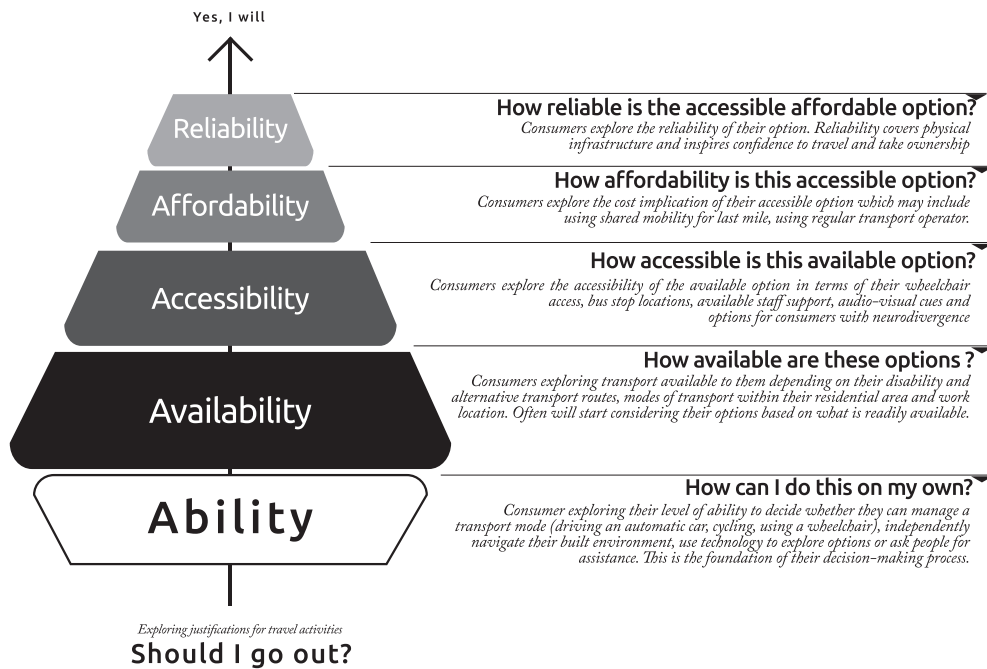 Yes, I will
Reliability
How reliable is the accessible affordable option?
Consumers explore the reliability of their option. Reliability covers physical
infrastructure and inspires confidence to travel and take ownership
Affordability
How affordability is this accessible option?
Consumers explore the cost implication of their accessible option which may include
using shared mobility for last mile, using regular transport operator.
Accessibility
How accessible is this available option?
Consumers explore the accessibility of the available option in terms of their wheelchair
access, bus stop locations, available staff support, audio-visual cues and
options for consumers with neurodivergence
Availability
How available are these options ?
Consumers exploring transport available to them depending on their disability and
alternative transport routes, modes of transport within their residential area and work
location. Often will start considering their options based on what is readily available.
Ability
How can I do this on my own?
Consumer exploring their level of ability to decide whether they can manage a
transport mode (driving an automatic car, cycling, using a wheelchair), independently
navigate their built environment, use technology to explore options or ask people for
assistance. This is the foundation of their decision-making process.
Exploring justifications for travel activities
Should I go out?